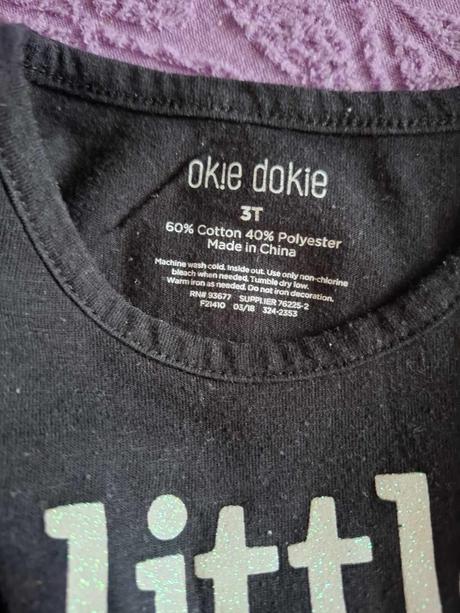 okie dokie
3T
60% Cotton 40% Polyester
Made in China
Machine wash cold. Inside out. Use only non-chlorine
bleach when needed. Tumble dry low.
Warm iron as needed. Do not iron decoration.
RN# 93677 SUPPLIER 76225-2
F21410 03/18 324-2353
little